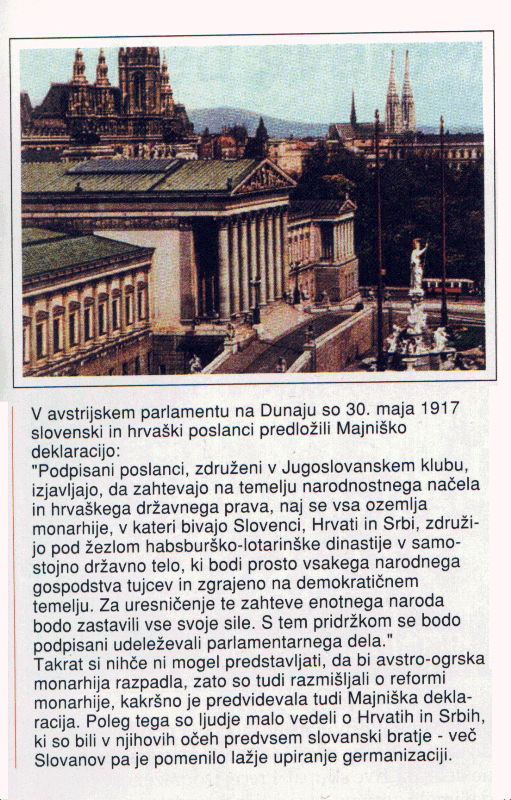 V avstrijskem parlamentu na Dunaju so 30. maja 1917
slovenski in hrvaški poslanci predložili Majniško
deklaracijo:
"Podpisani poslanci, združeni v Jugoslovanskem klubu,
izjavljajo, da zahtevajo na temelju narodnostnega načela
in hrvaškega državnega prava, naj se vsa ozemlja
monarhije, v kateri bivajo Slovenci, Hrvati in Srbi, združi-
jo pod žezlom habsburško-lotarinške dinastije v samo-
stojno državno telo, ki bodi prosto vsakega narodnega
gospodstva tujcev in zgrajeno na demokratičnem
temelju. Za uresničenje te zahteve enotnega naroda
bodo zastavili vse svoje sile. S tem pridržkom se bodo
podpisani udeleževali parlamentarnega dela."
Takrat si nihče ni mogel predstavljati, da bi avstro-ogrska
monarhija razpadla, zato so tudi razmišljali o reformi
monarhije, kakršno je predvidevala tudi Majniška dekla-
racija. Poleg tega so ljudje malo vedeli o Hrvatih in Srbih,
ki so bili v njihovih očeh predvsem slovanski bratje - več
Slovanov pa je pomenilo lažje upiranje germanizaciji.